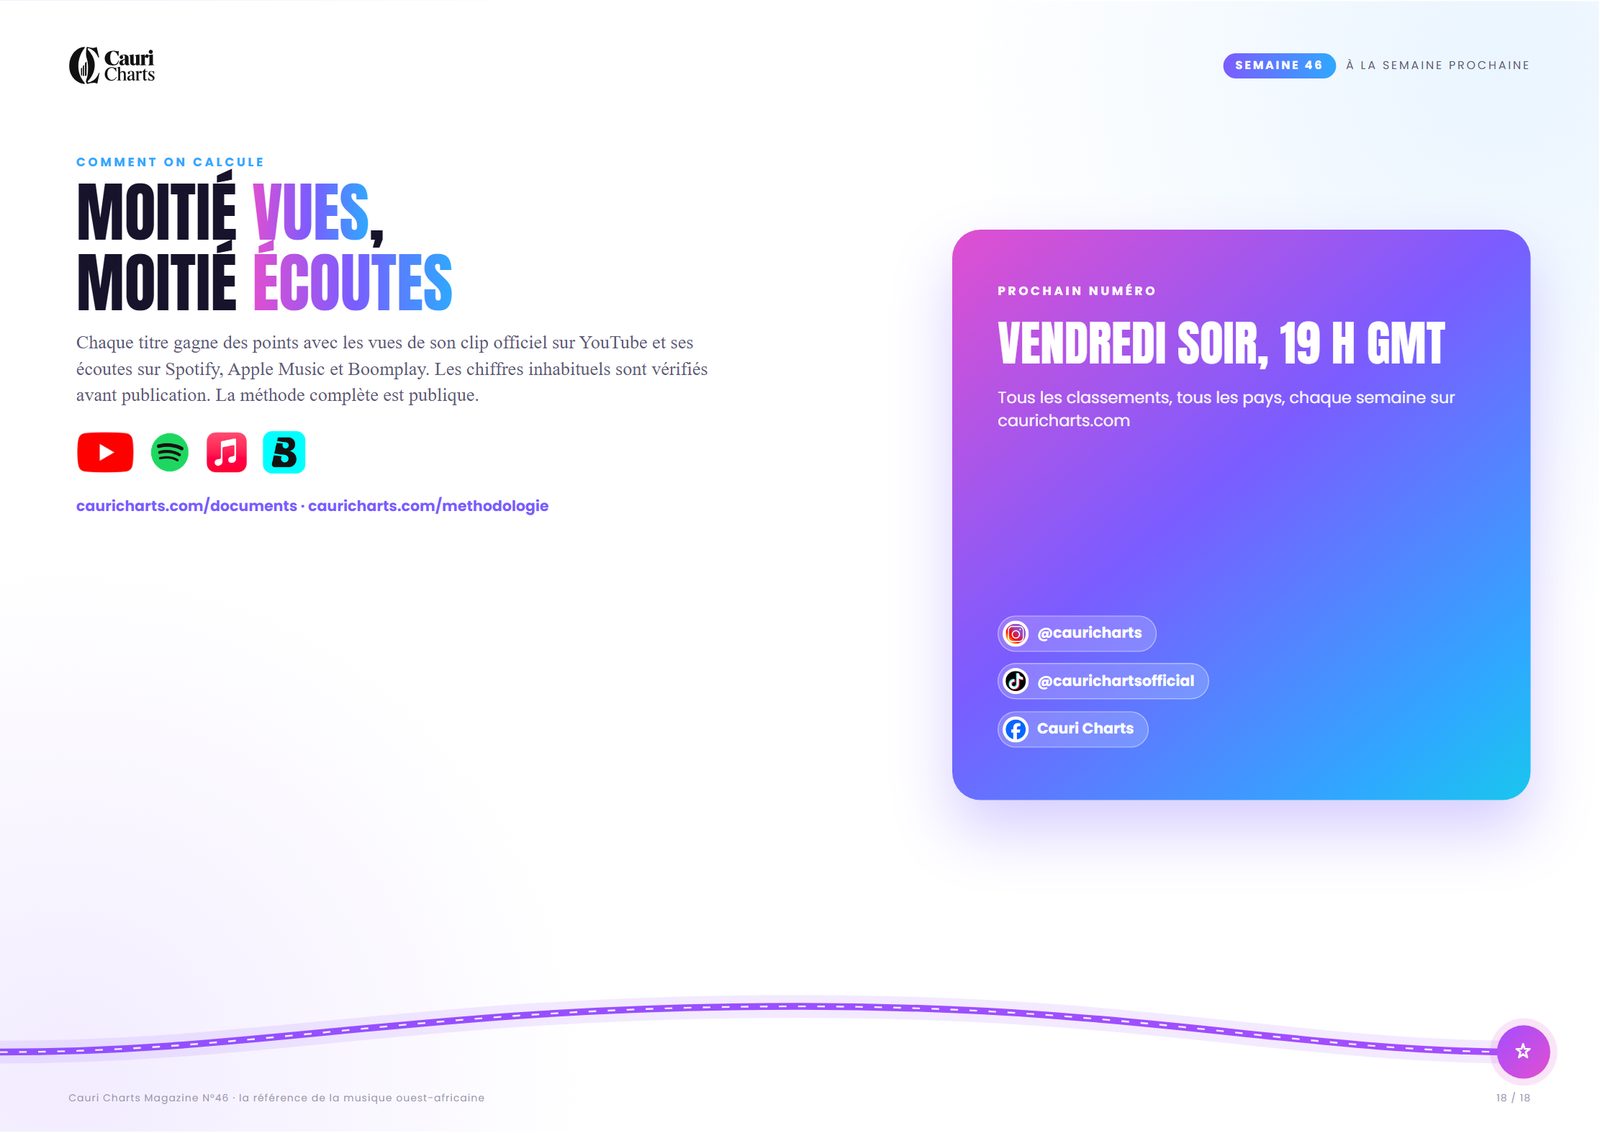 Cauri
Charts
SEMAINE 46
À LA SEMAINE PROCHAINE
COMMENT ON CALCULE
MOITIÉ VUES,
MOITIÉ ÉCOUTES
Chaque titre gagne des points avec les vues de son clip officiel sur YouTube et ses
écoutes sur Spotify, Apple Music et Boomplay. Les chiffres inhabituels sont vérifiés
avant publication. La méthode complète est publique.
cauricharts.com/documents · cauricharts.com/methodologie
PROCHAIN NUMÉRO
VENDREDI SOIR, 19 H GMT
Tous les classements, tous les pays, chaque semaine sur
cauricharts.com
@cauricharts
@caurichartsofficial
Cauri Charts
Cauri Charts Magazine N°46 · la référence de la musique ouest-africaine
18 / 18